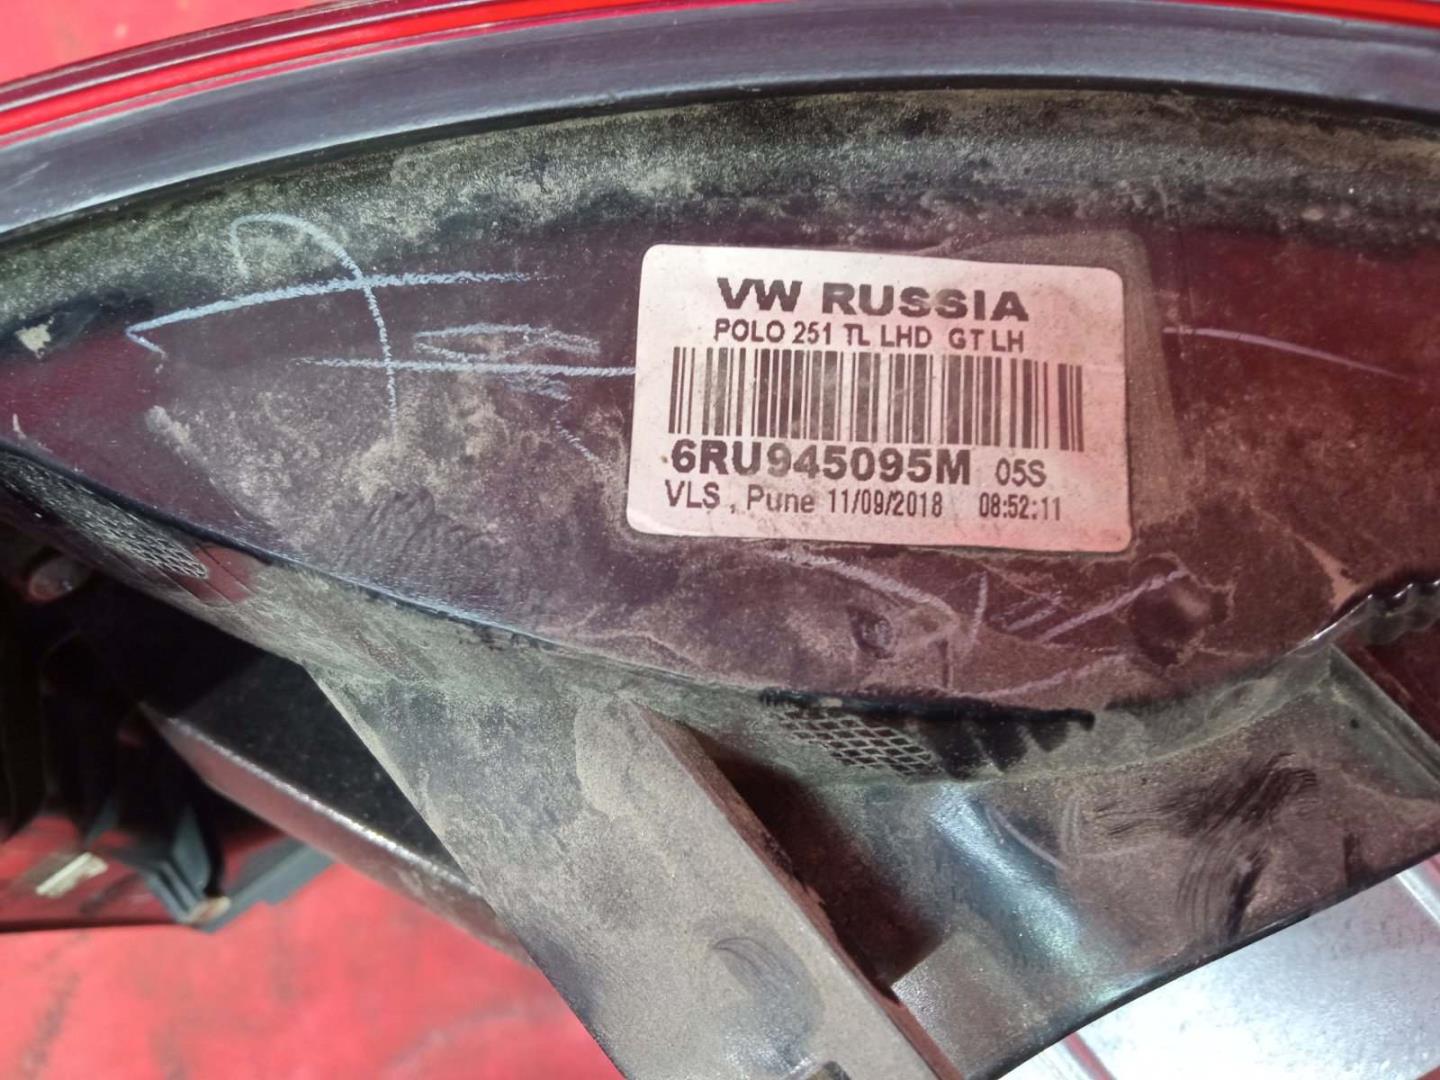 VW RUSSIA
POLO 251 TL LHD GT LH
6RU945095M 05S
VLS , Pune 11/09/2018 08:52:11